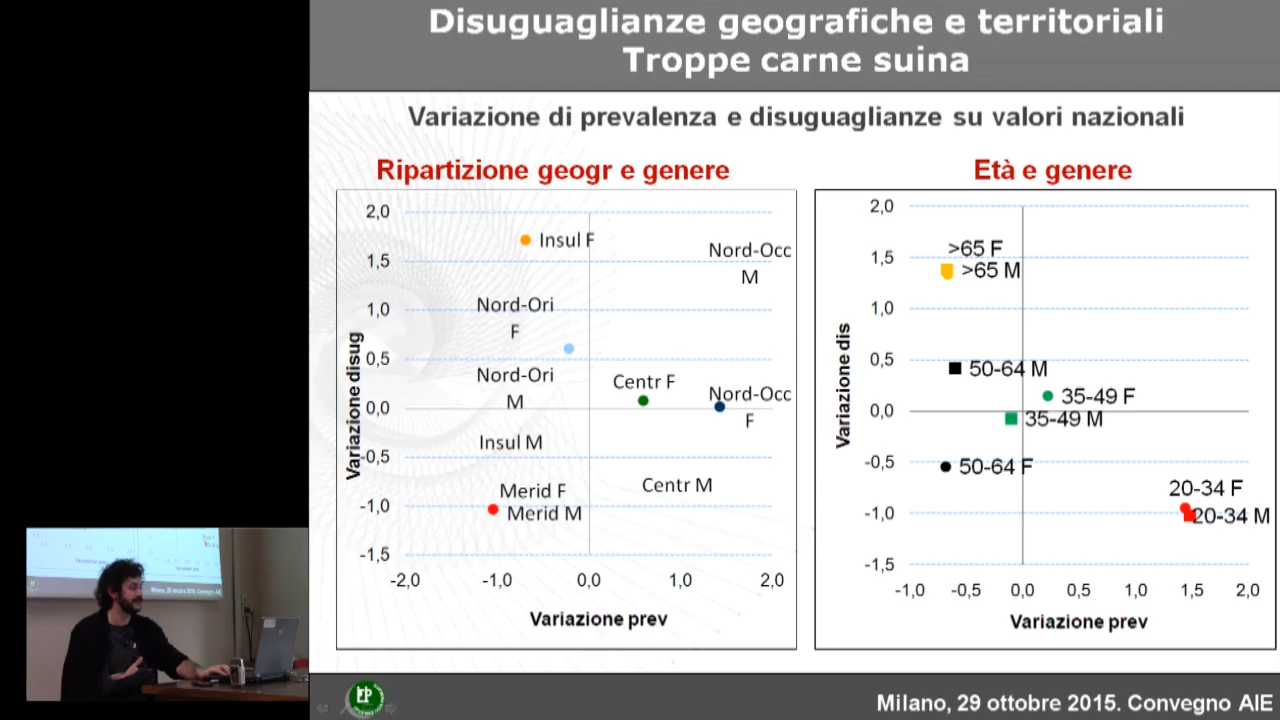 Disuguaglianze geografiche e territoriali
Troppe carne suina
Variazione di prevalenza e disuguaglianze su valori nazionali
Ripartizione geogr e genere
Variazione disug
2,0
1,5
1,0
0,5
0,0
-0,5
-1,0
-1,5
Insul F
Nord-Occ
M
Nord-Ori
F
Nord-Ori
M
Centr F
Nord-Occ
F
Insul M
Centr M
Merid F
Merid M
-2,0 -1,0 0,0 1,0 2,0
Variazione prev
Età e genere
Variazione dis
2,0
1,5
1,0
0,5
0,0
-0,5
-1,0
-1,5
>65 F
>65 M
50-64 M
35-49 F
35-49 M
50-64 F
20-34 F
20-34 M
-1,0 -0,5 0,0 0,5 1,0 1,5 2,0
Variazione prev
Milano, 29 ottobre 2015. Convegno AIE